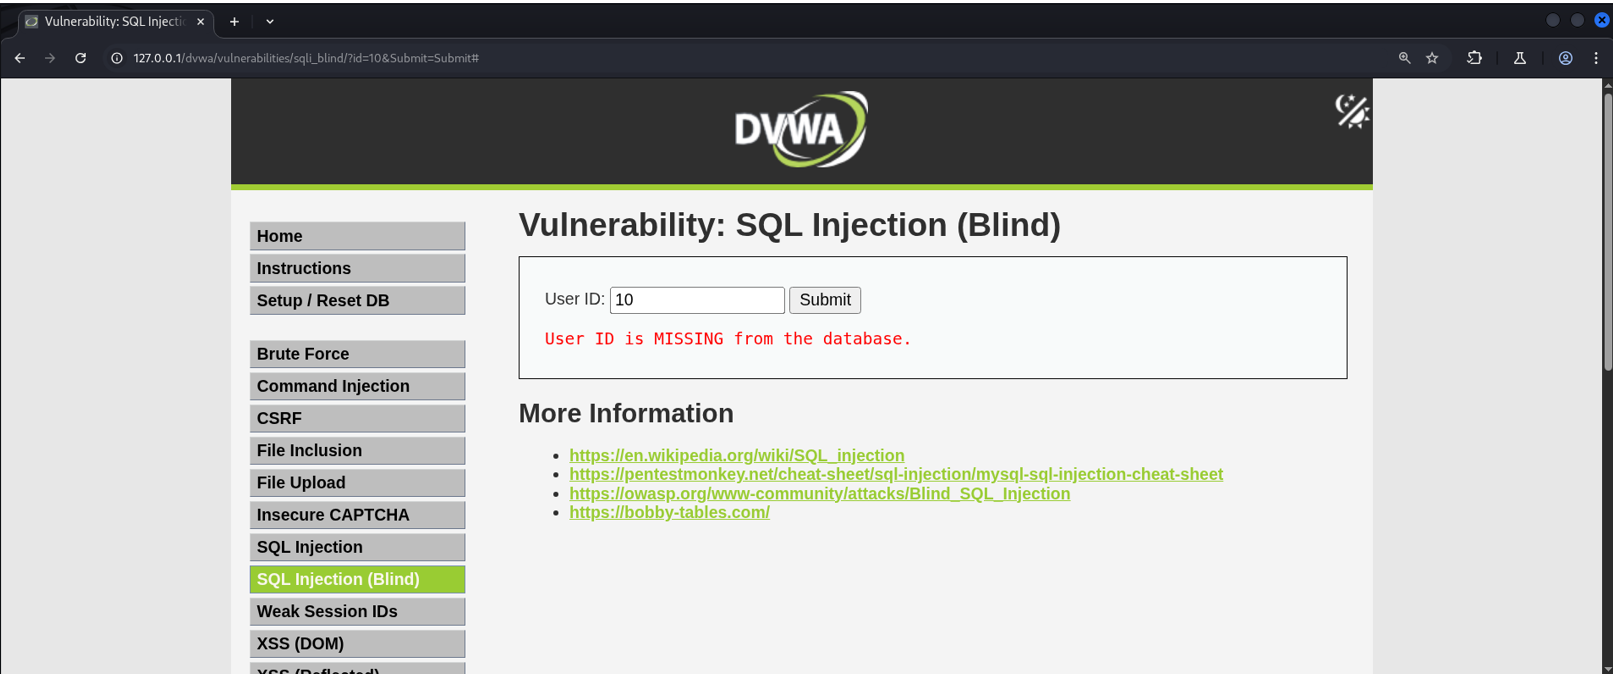 Vulnerability: SQL Injectic
127.0.0.1/dvwa/vulnerabilities/sqli_blind/?id=10&Submit=Submit#
DVWA
Home
Instructions
Setup / Reset DB
Brute Force
Command Injection
CSRF
File Inclusion
File Upload
Insecure CAPTCHA
SQL Injection
SQL Injection (Blind)
Weak Session IDs
XSS (DOM)
XSS (Reflected)
Vulnerability: SQL Injection (Blind)
User ID: 10 Submit
User ID is MISSING from the database.
More Information
https://en.wikipedia.org/wiki/SQL_injection
https://pentestmonkey.net/cheat-sheet/sql-injection/mysql-sql-injection-cheat-sheet
https://owasp.org/www-community/attacks/Blind_SQL_Injection
https://bobby-tables.com/